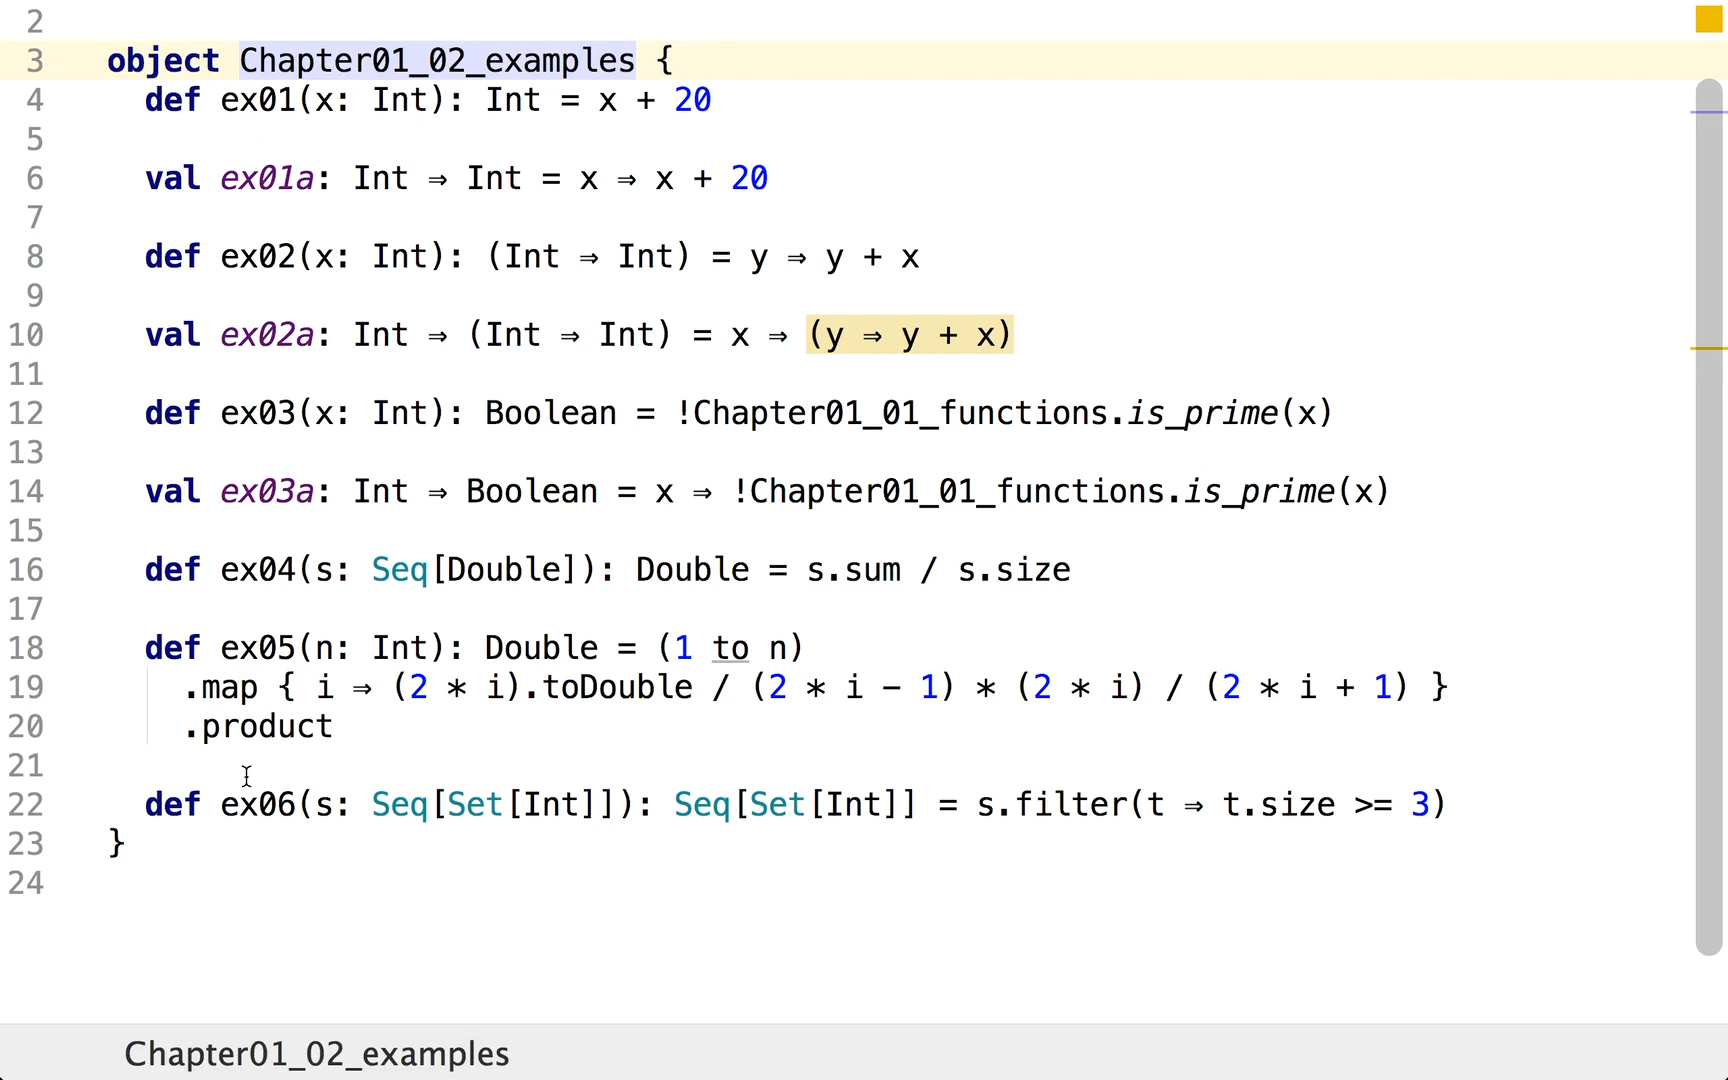 2
3 object Chapter01_02_examples {
4 def ex01(x: Int): Int = x + 20
5
6 val ex01a: Int ⇒ Int = x ⇒ x + 20
7
8 def ex02(x: Int): (Int ⇒ Int) = y ⇒ y + x
9
10 val ex02a: Int ⇒ (Int ⇒ Int) = x ⇒ (y ⇒ y + x)
11
12 def ex03(x: Int): Boolean = !Chapter01_01_functions.is_prime(x)
13
14 val ex03a: Int ⇒ Boolean = x ⇒ !Chapter01_01_functions.is_prime(x)
15
16 def ex04(s: Seq[Double]): Double = s.sum / s.size
17
18 def ex05(n: Int): Double = (1 to n)
19 .map { i ⇒ (2 * i).toDouble / (2 * i − 1) * (2 * i) / (2 * i + 1) }
20 .product
21
22 def ex06(s: Seq[Set[Int]]): Seq[Set[Int]] = s.filter(t ⇒ t.size >= 3)
23 }
24
Chapter01_02_examples